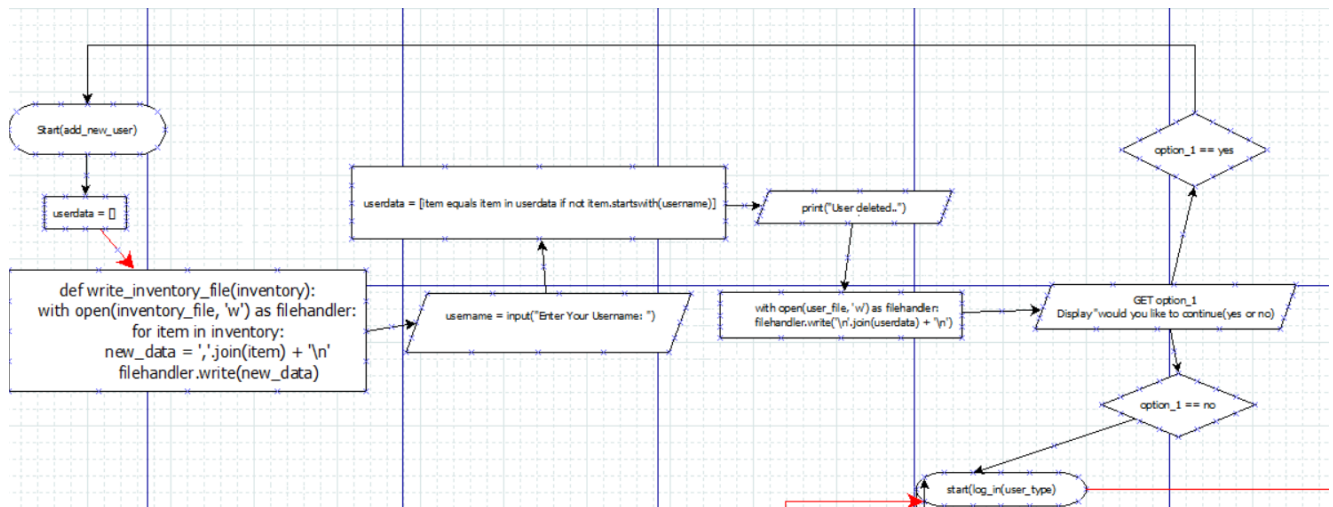 Start(add_new_user)
option_1 == yes
userdata = []
userdata = [item equals item in userdata if not item.startswith(username)]
print("User deleted..")
def write_inventory_file(inventory):
with open(inventory_file, 'w') as filehandler:
for item in inventory:
new_data = ','.join(item) + '\n'
filehandler.write(new_data)
username = input("Enter Your Username: ")
with open(user_file, 'w') as filehandler:
filehandler.write('\n'.join(userdata) + '\n')
GET option_1
Display"would you like to continue(yes or no)
option_1 == no
start(log_in(user_type)